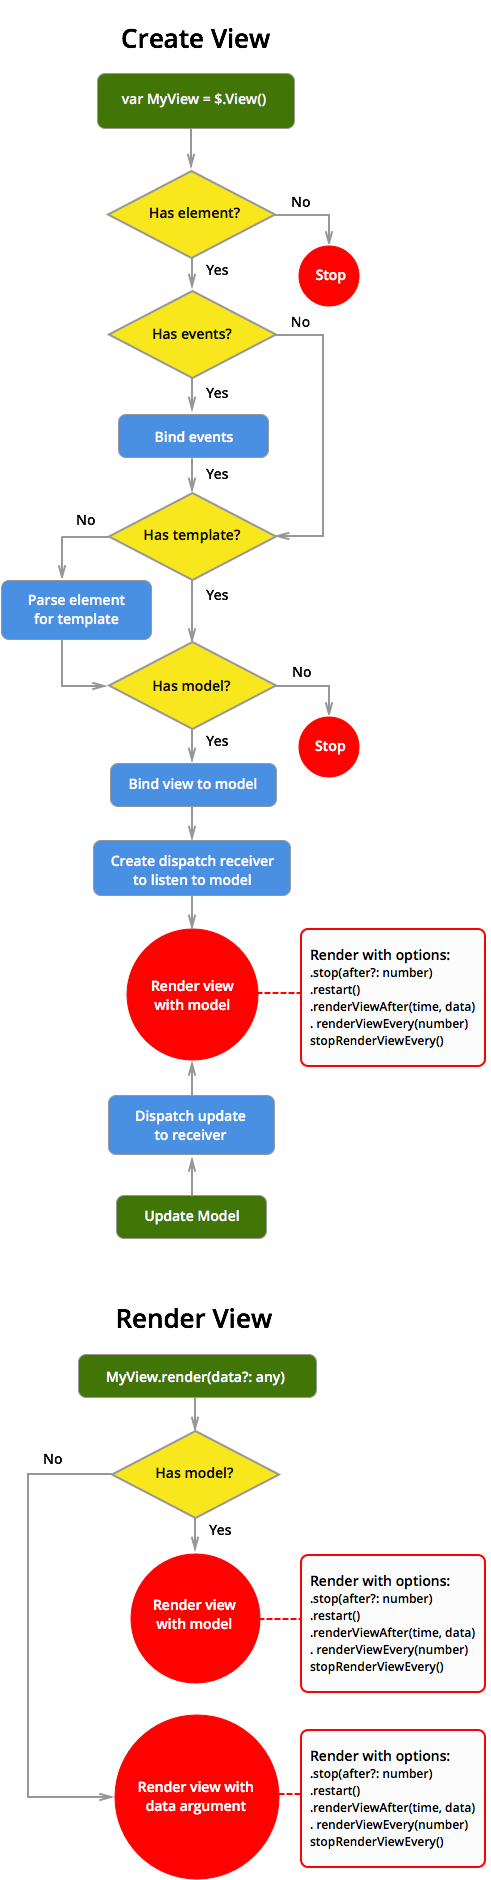 Create View
var MyView = $.View()
Has element?
No
Stop
Yes
Has events?
No
Yes
Bind events
Yes
Has template?
No
Yes
Parse element
for template
Has model?
No
Stop
Yes
Bind view to model
Create dispatch receiver
to listen to model
Render view
with model
Render with options:
.stop(after?: number)
.restart()
.renderViewAfter(time, data)
. renderViewEvery(number)
stopRenderViewEvery()
Dispatch update
to receiver
Update Model
Render View
MyView.render(data?: any)
Has model?
No
Yes
Render view
with model
Render with options:
.stop(after?: number)
.restart()
.renderViewAfter(time, data)
. renderViewEvery(number)
stopRenderViewEvery()
Render view with
data argument
Render with options:
.stop(after?: number)
.restart()
.renderViewAfter(time, data)
. renderViewEvery(number)
stopRenderViewEvery()